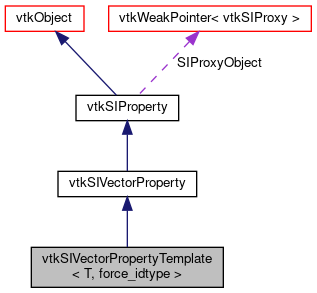 vtkObject
vtkWeakPointer< vtkSIProxy >
SIProxyObject
vtkSIProperty
vtkSIVectorProperty
vtkSIVectorPropertyTemplate
< T, force_idtype >